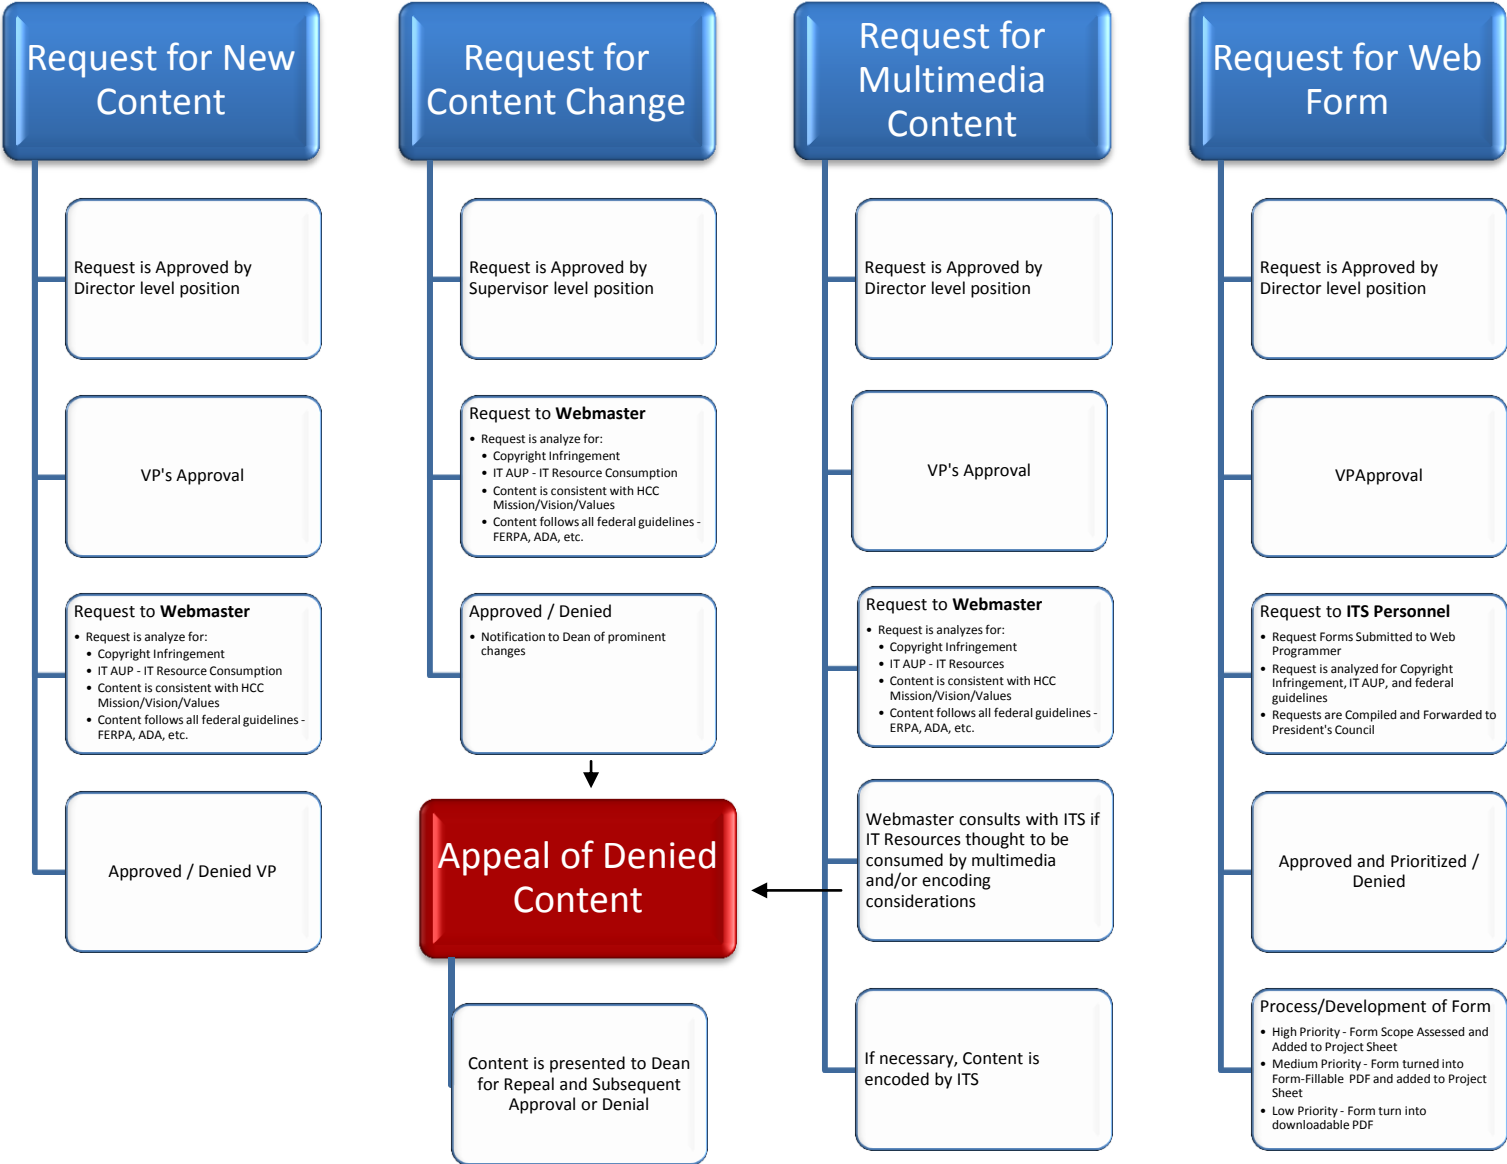 Request for New
Content
Request is Approved by
Director level position
VP's Approval
Request to Webmaster
• Request is analyze for:
• Copyright Infringement
• IT AUP - IT Resource Consumption
• Content is consistent with HCC
Mission/Vision/Values
• Content follows all federal guidelines -
FERPA, ADA, etc.
Approved / Denied VP
Request for
Content Change
Request is Approved by
Supervisor level position
Request to Webmaster
• Request is analyze for:
• Copyright Infringement
• IT AUP - IT Resource Consumption
• Content is consistent with HCC
Mission/Vision/Values
• Content follows all federal guidelines -
FERPA, ADA, etc.
Approved / Denied
• Notification to Dean of prominent
changes
Appeal of Denied
Content
Content is presented to Dean
for Repeal and Subsequent
Approval or Denial
Request for
Multimedia
Content
Request is Approved by
Director level position
VP's Approval
Request to Webmaster
• Request is analyzes for:
• Copyright Infringement
• IT AUP - IT Resources
• Content is consistent with HCC
Mission/Vision/Values
• Content follows all federal guidelines -
ERPA, ADA, etc.
Webmaster consults with ITS if
IT Resources thought to be
consumed by multimedia
and/or encoding
considerations
If necessary, Content is
encoded by ITS
Request for Web
Form
Request is Approved by
Director level position
VPApproval
Request to ITS Personnel
• Request Forms Submitted to Web
Programmer
• Request is analyzed for Copyright
Infringement, IT AUP, and federal
guidelines
• Requests are Compiled and Forwarded to
President's Council
Approved and Prioritized /
Denied
Process/Development of Form
• High Priority - Form Scope Assessed and
Added to Project Sheet
• Medium Priority - Form turned into
Form-Fillable PDF and added to Project
Sheet
• Low Priority - Form turn into
downloadable PDF